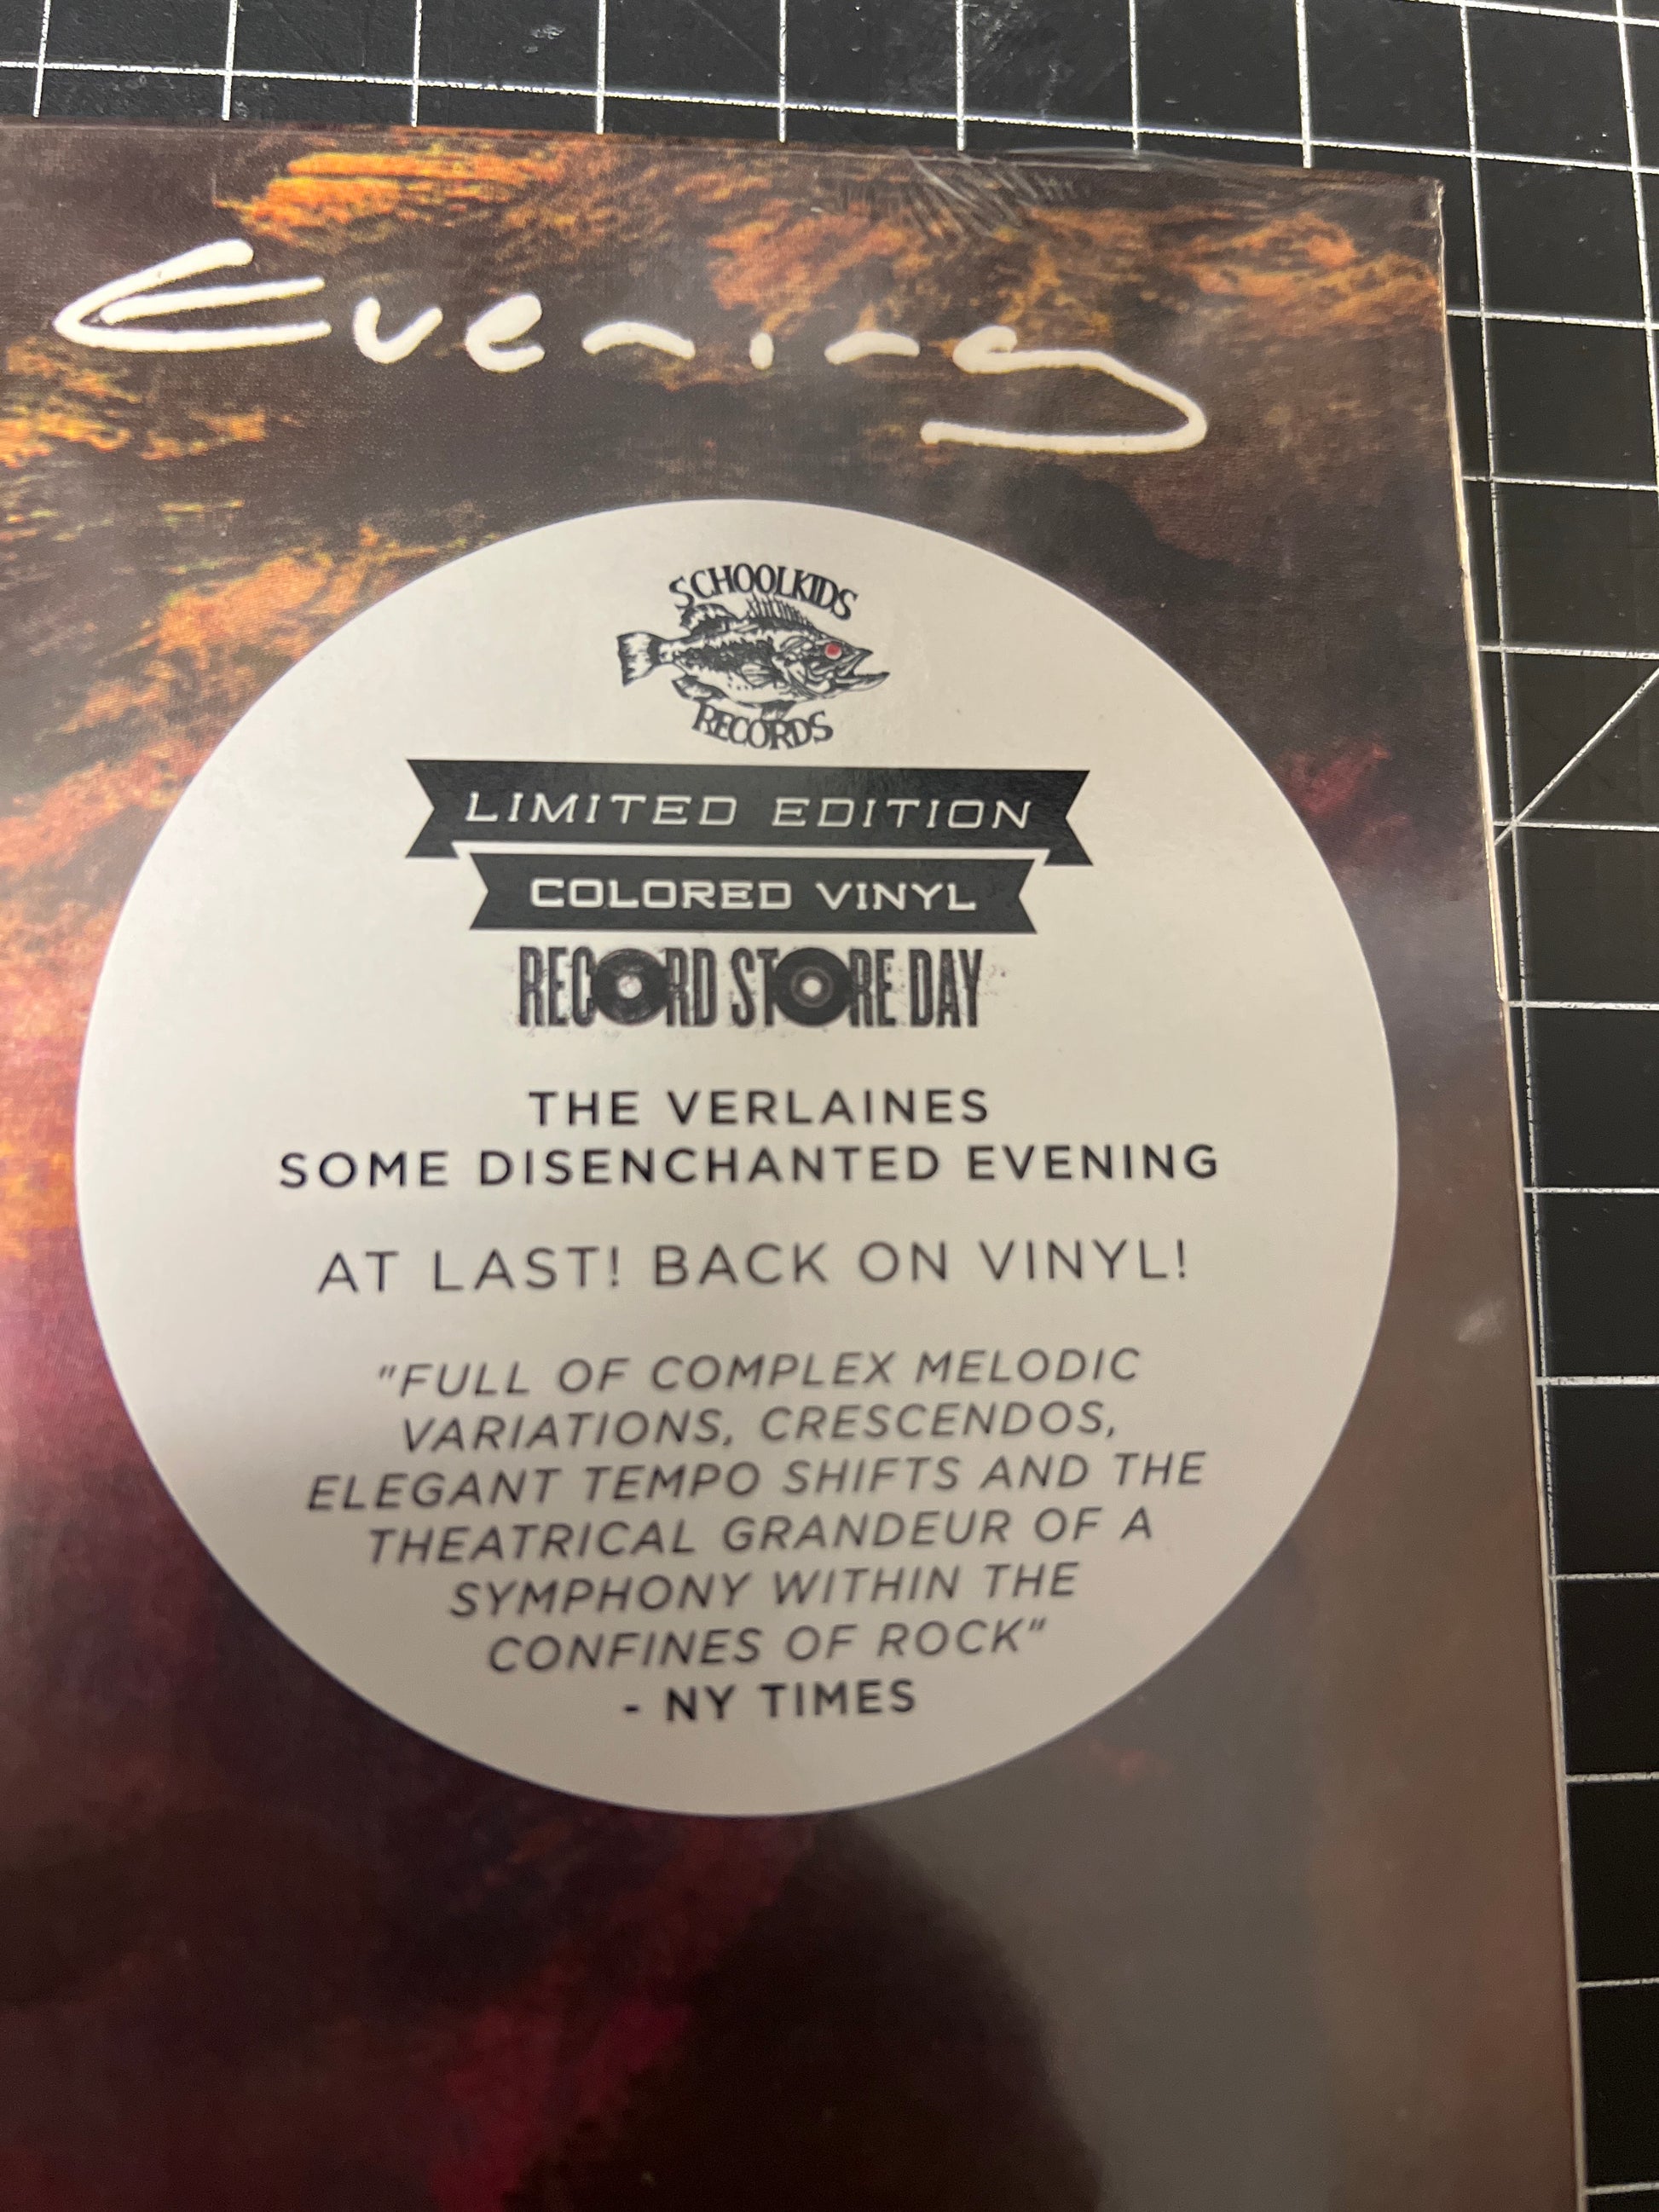 Evening
SCHOOLKIDS
RECORDS
LIMITED EDITION
COLORED VINYL
RECORD STORE DAY
THE VERLAINES
SOME DISENCHANTED EVENING
AT LAST! BACK ON VINYL!
"FULL OF COMPLEX MELODIC
VARIATIONS, CRESCENDOS,
ELEGANT TEMPO SHIFTS AND THE
THEATRICAL GRANDEUR OF A
SYMPHONY WITHIN THE
CONFINES OF ROCK"
- NY TIMES